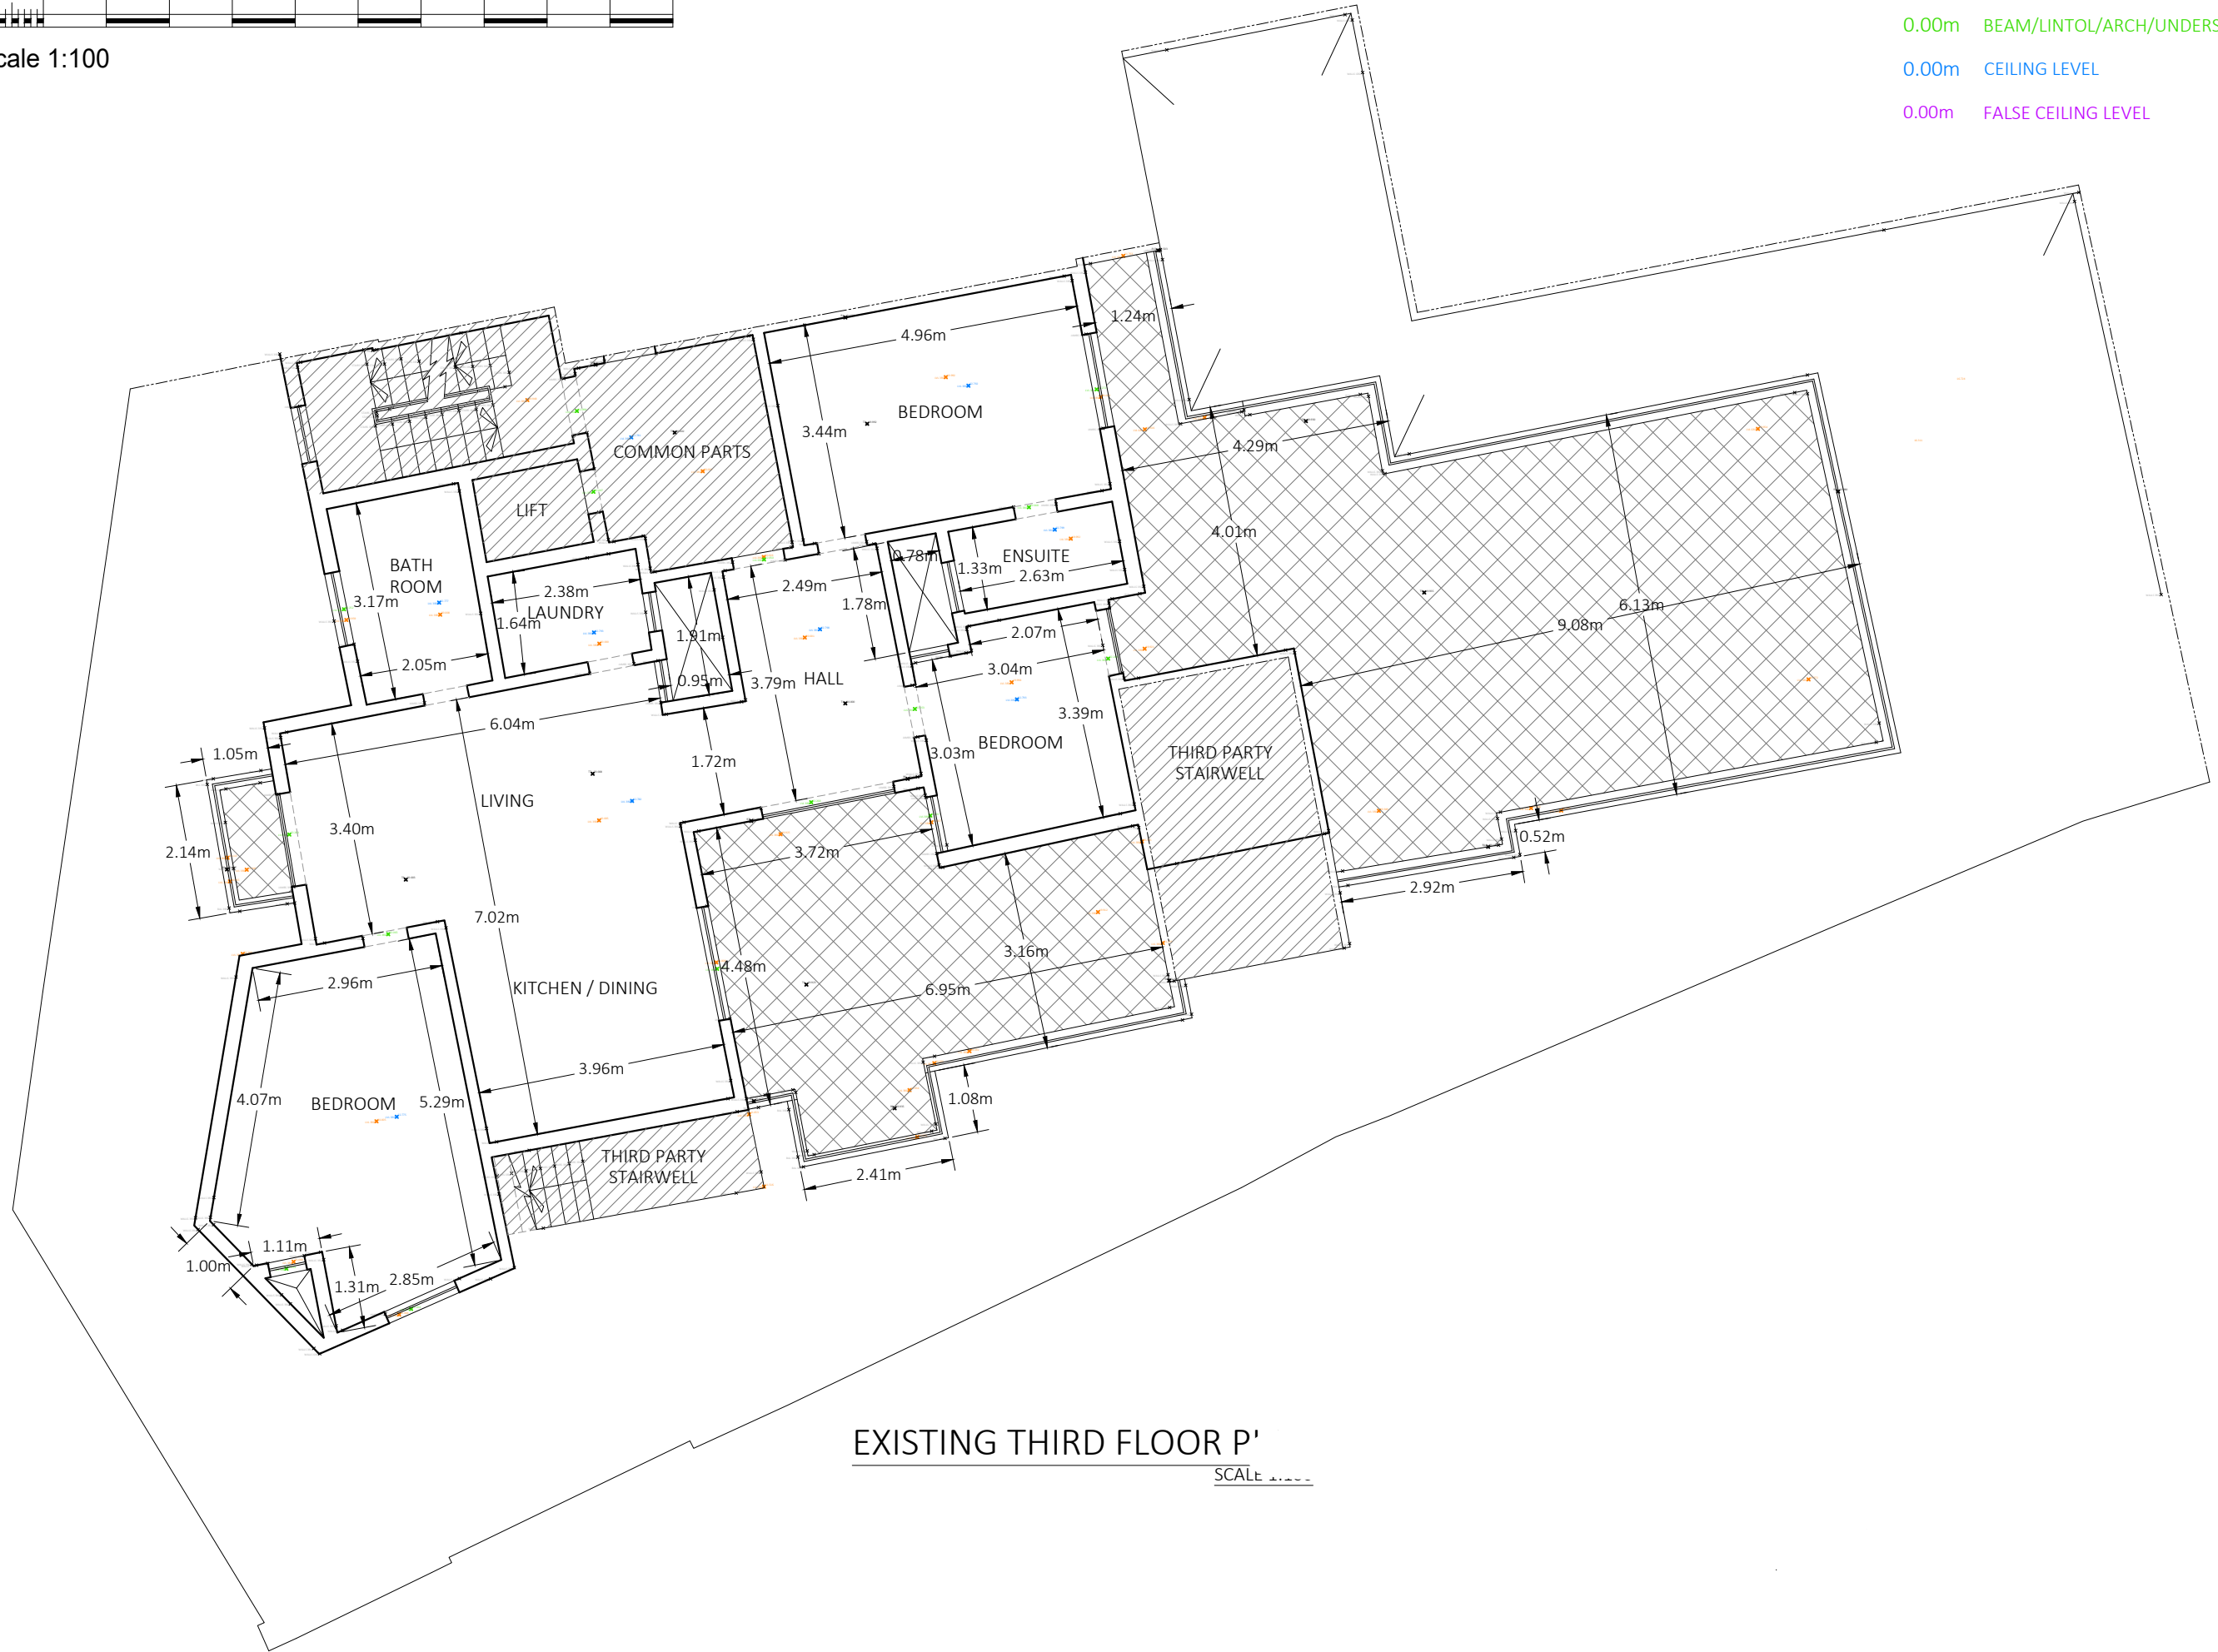 cale 1:100
0.00m BEAM/LINTOL/ARCH/UNDERS
0.00m CEILING LEVEL
0.00m FALSE CEILING LEVEL
1.24m
4.96m
BEDROOM
3.44m
COMMON PARTS
4.29m
LIFT
4.01m
BATH
ROOM
3.17m
2.38m
LAUNDRY
1.64m
2.05m
1.91m
0.95m
2.49m
0.78m
1.33m
ENSUITE
2.63m
1.78m
2.07m
3.04m
HALL
3.79m
6.13m
9.08m
6.04m
1.72m
3.39m
3.03m
BEDROOM
THIRD PARTY
STAIRWELL
1.05m
2.14m
3.40m
LIVING
3.72m
0.52m
2.92m
7.02m
KITCHEN / DINING
4.48m
3.16m
6.95m
2.96m
3.96m
4.07m
BEDROOM
5.29m
1.08m
THIRD PARTY
STAIRWELL
2.41m
1.11m
1.00m
1.31m
2.85m
EXISTING THIRD FLOOR P
SCALE